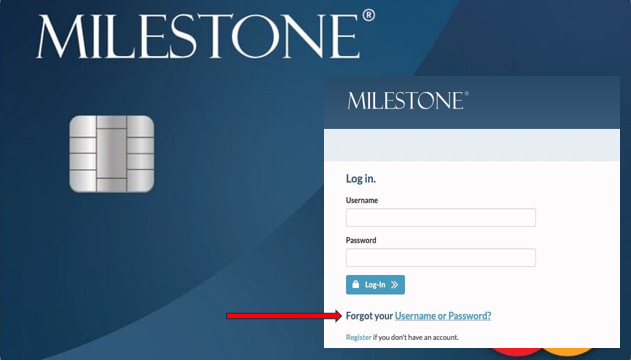 MILESTONE®
MILESTONE®
Log in.
Username
Password
Log-In
Forgot your Username or Password?
Register if you don't have an account.